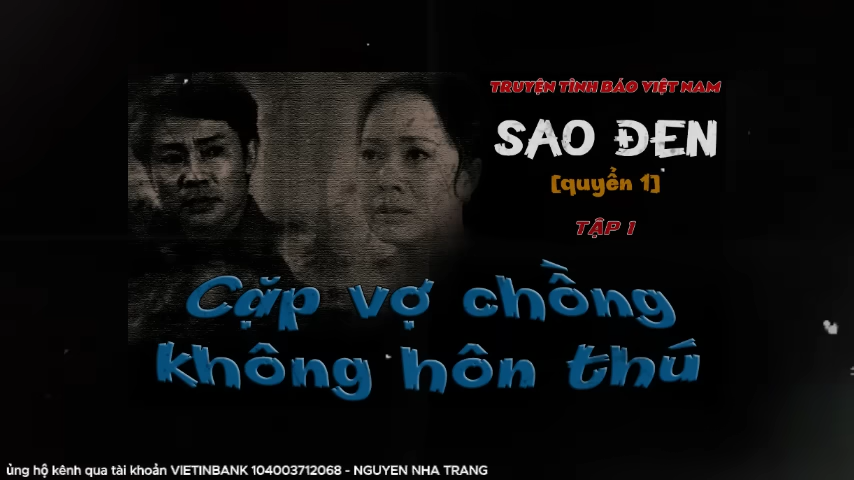 TRUYỆN TÌNH BÁO VIỆT NAM
SAO ĐEN
[quyển 1]
TẬP 1
Cặp vợ chồng
không hôn thú
ủng hộ kênh qua tài khoản VIETINBANK 104003712068 - NGUYEN NHA TRANG